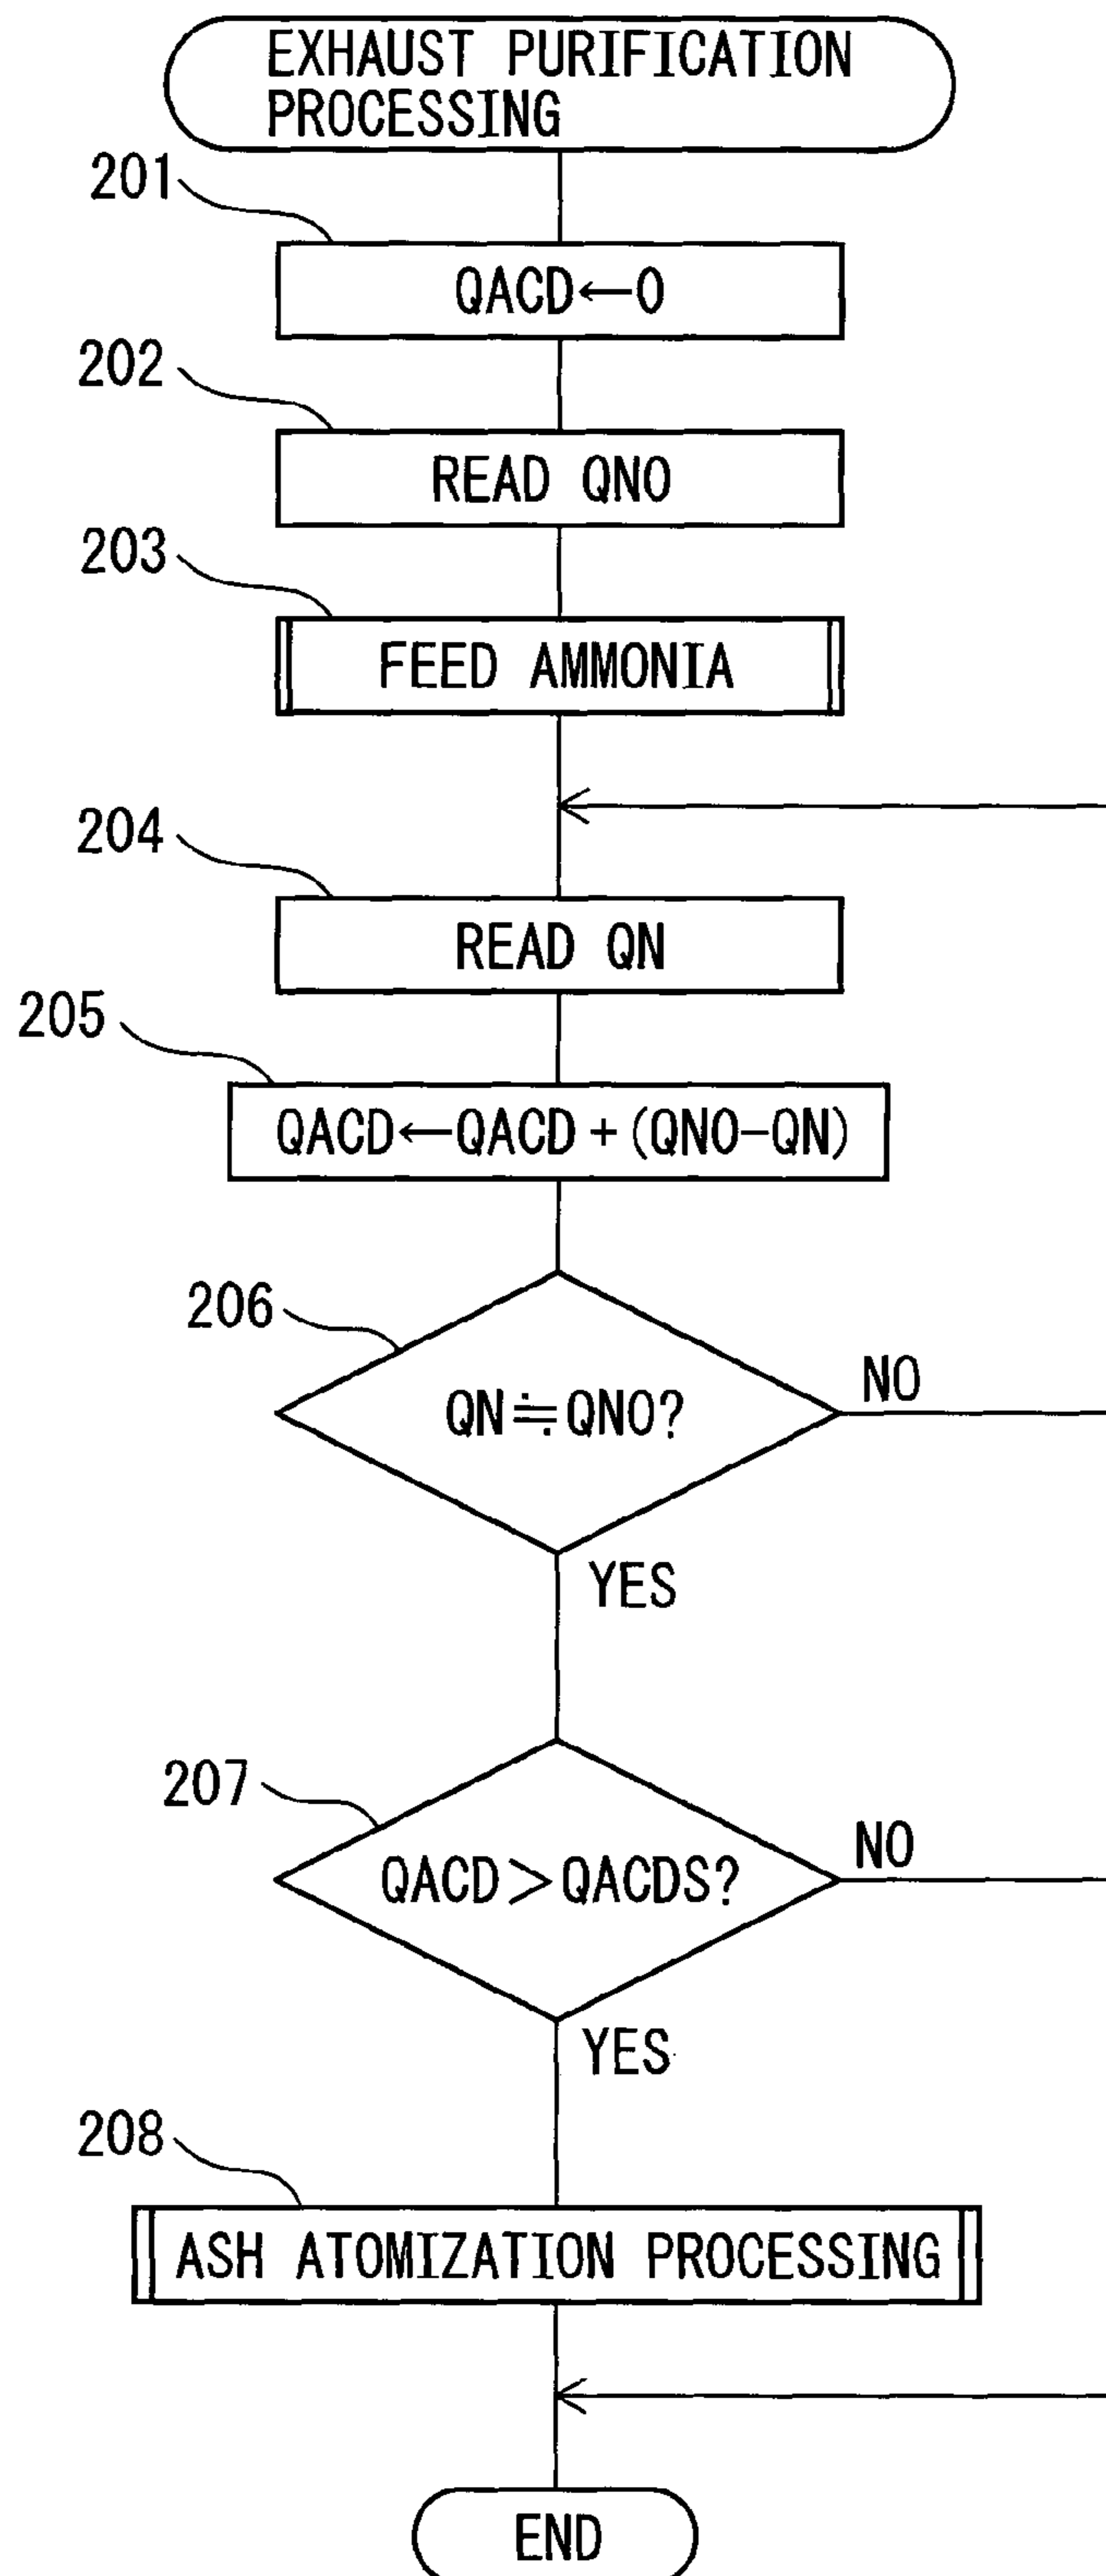 EXHAUST PURIFICATION
PROCESSING
201
QACD←0
202
READ QNO
203
FEED AMMONIA
204
READ QN
205
QACD←QACD+(QNO-QN)
206
QN≒QNO?
NO
YES
207
QACD>QACDS?
NO
YES
208
ASH ATOMIZATION PROCESSING
END